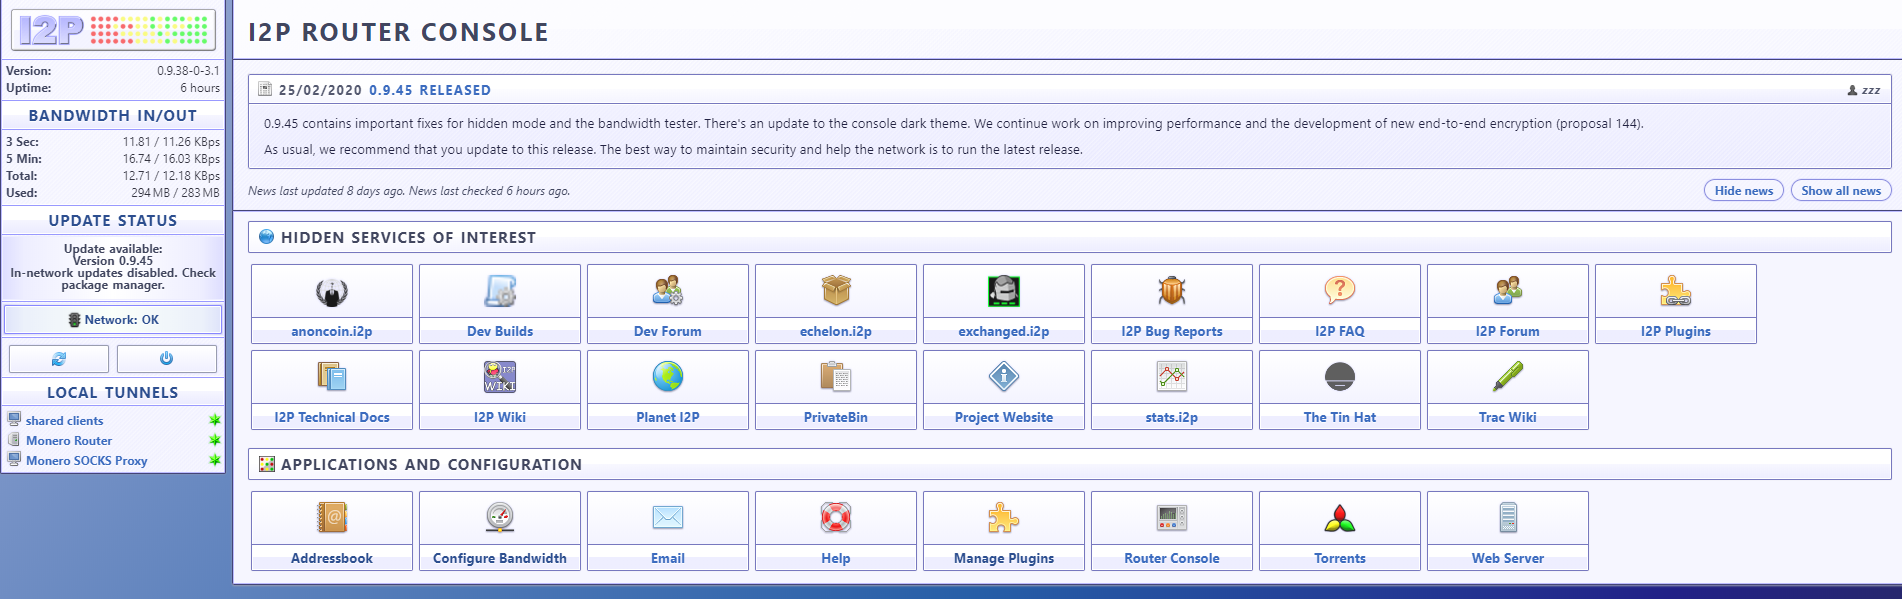 I2P
Version: 0.9.38-0-3.1
Uptime: 6 hours
BANDWIDTH IN/OUT
3 Sec: 11.81 / 11.26 KBps
5 Min: 16.74 / 16.03 KBps
Total: 12.71 / 12.18 KBps
Used: 294 MB / 283 MB
UPDATE STATUS
Update available:
Version 0.9.45
In-network updates disabled. Check
package manager.
Network: OK
LOCAL TUNNELS
shared clients
Monero Router
Monero SOCKS Proxy
I2P ROUTER CONSOLE
25/02/2020 0.9.45 RELEASED
zzz
0.9.45 contains important fixes for hidden mode and the bandwidth tester. There's an update to the console dark theme. We continue work on improving performance and the development of new end-to-end encryption (proposal 144).
As usual, we recommend that you update to this release. The best way to maintain security and help the network is to run the latest release.
News last updated 8 days ago. News last checked 6 hours ago.
Hide news
Show all news
HIDDEN SERVICES OF INTEREST
anoncoin.i2p
Dev Builds
Dev Forum
echelon.i2p
exchanged.i2p
I2P Bug Reports
I2P FAQ
I2P Forum
I2P Plugins
I2P
WIKI
I2P Technical Docs
I2P Wiki
Planet I2P
PrivateBin
Project Website
stats.i2p
The Tin Hat
Trac Wiki
APPLICATIONS AND CONFIGURATION
Addressbook
Configure Bandwidth
Email
Help
Manage Plugins
Router Console
Torrents
Web Server